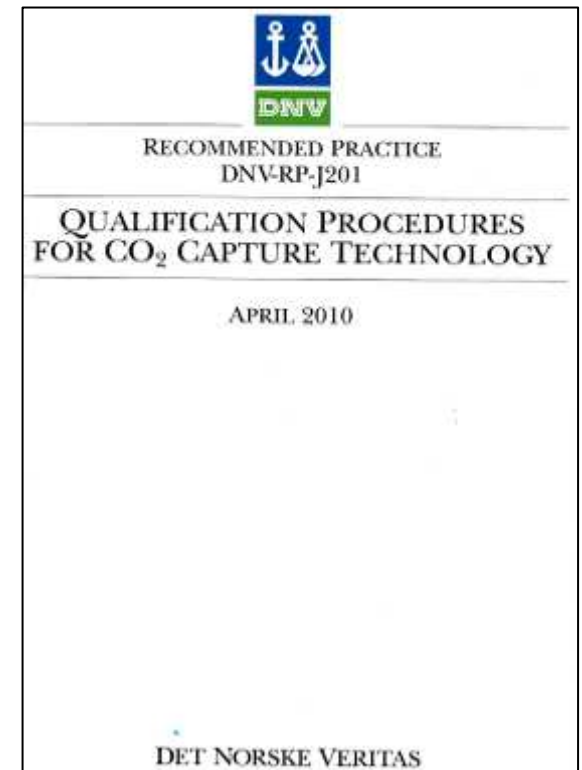 DNV
RECOMMENDED PRACTICE
DNV-RP-J201
QUALIFICATION PROCEDURES
FOR CO₂ CAPTURE TECHNOLOGY
APRIL 2010
DET NORSKE VERITAS